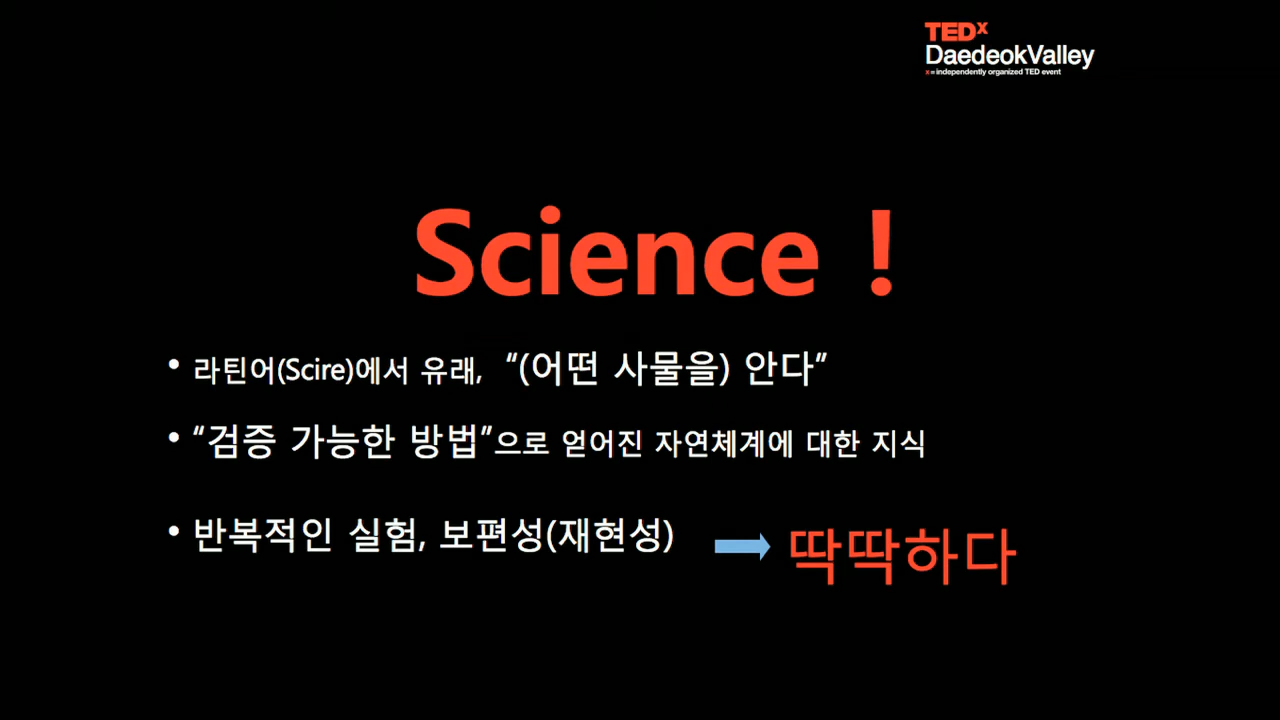 TEDx
DaedeokValley
x = independently organized TED event
Science !
• 라틴어(Scire)에서 유래, “(어떤 사물을) 안다”
• “검증 가능한 방법”으로 얻어진 자연체계에 대한 지식
• 반복적인 실험, 보편성(재현성) ➡ 딱딱하다